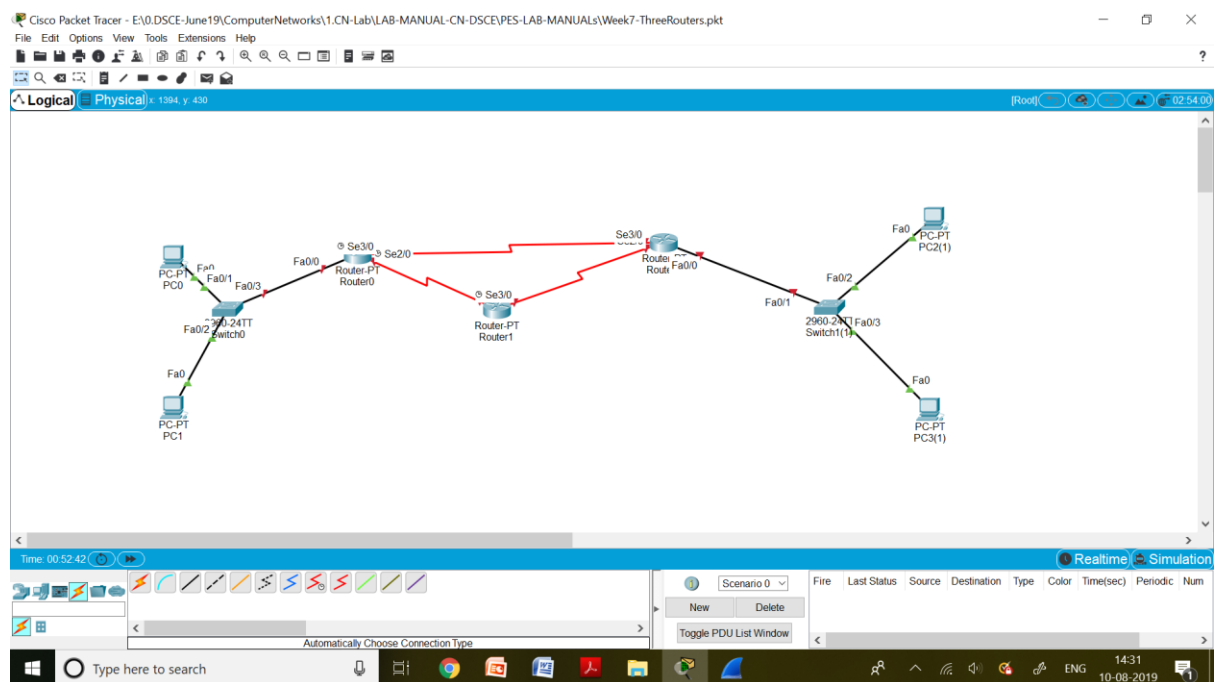 Cisco Packet Tracer - E:\0.DSCE-June19\ComputerNetworks\1.CN-Lab\LAB-MANUAL-CN-DSCE\PES-LAB-MANUALs\Week7-ThreeRouters.pkt
File Edit Options View Tools Extensions Help
?
Logical Physical x: 1394, y: 430 [Root] 02:54:00
Fa0
PC-PT
PC2(1)
Se3/0
Se3/0
Se2/0
Fa0/0
Router-PT
Router0
Fa0/0
PC-PT
PC0
Fa0/1
Fa0/3
Fa0/2
Se3/0
Fa0/1
Fa0/2
Switch0
Router-PT
Router1
2960-24TT
Switch1(1)
Fa0/3
Fa0
Fa0
PC-PT
PC1
PC-PT
PC3(1)
Time: 00:52:42 Realtime Simulation
Scenario 0 Fire Last Status Source Destination Type Color Time(sec) Periodic Num
New Delete
Toggle PDU List Window
Automatically Choose Connection Type
Type here to search ENG 14:31
10-08-2019
1